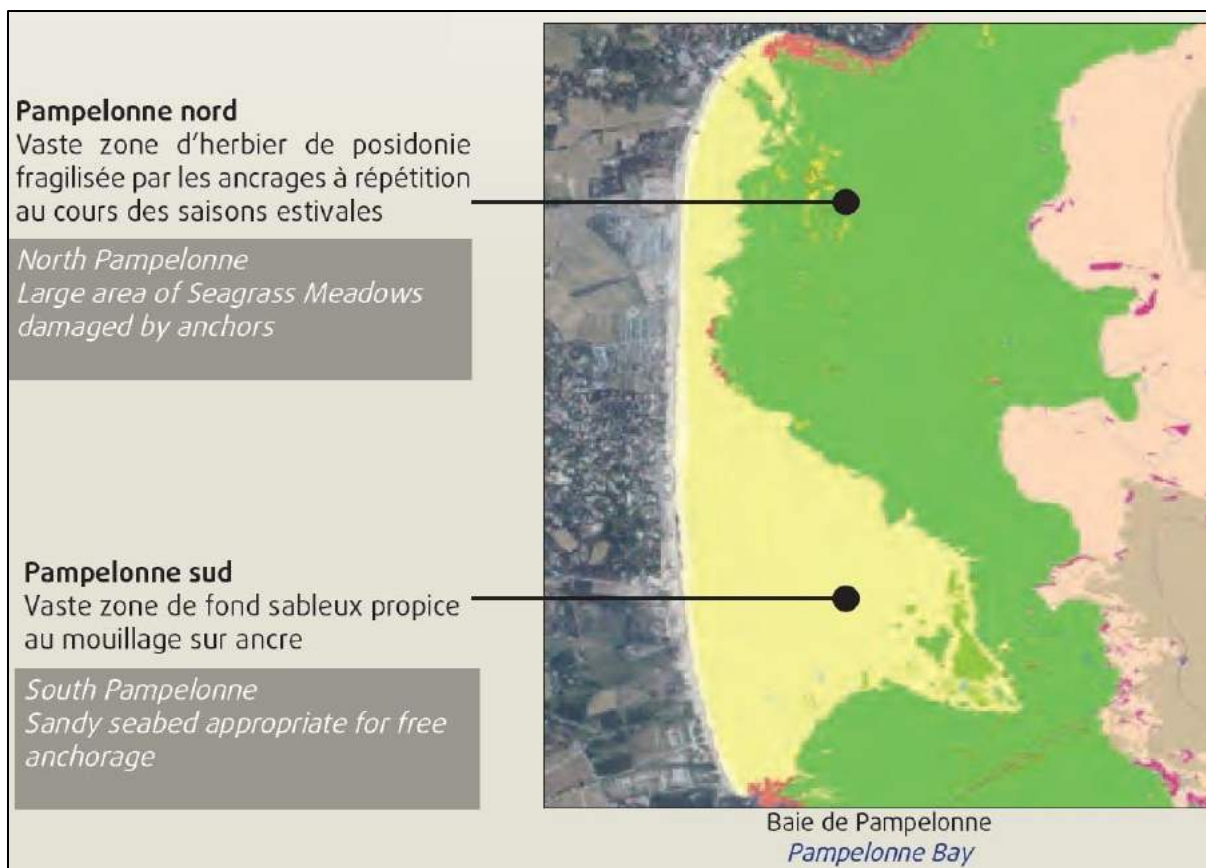 Pampelonne nord
Vaste zone d'herbier de posidonie
fragilisée par les ancrages à répétition
au cours des saisons estivales
North Pampelonne
Large area of Seagrass Meadows
damaged by anchors
Pampelonne sud
Vaste zone de fond sableux propice
au mouillage sur ancre
South Pampelonne
Sandy seabed appropriate for free
anchorage
Baie de Pampelonne
Pampelonne Bay